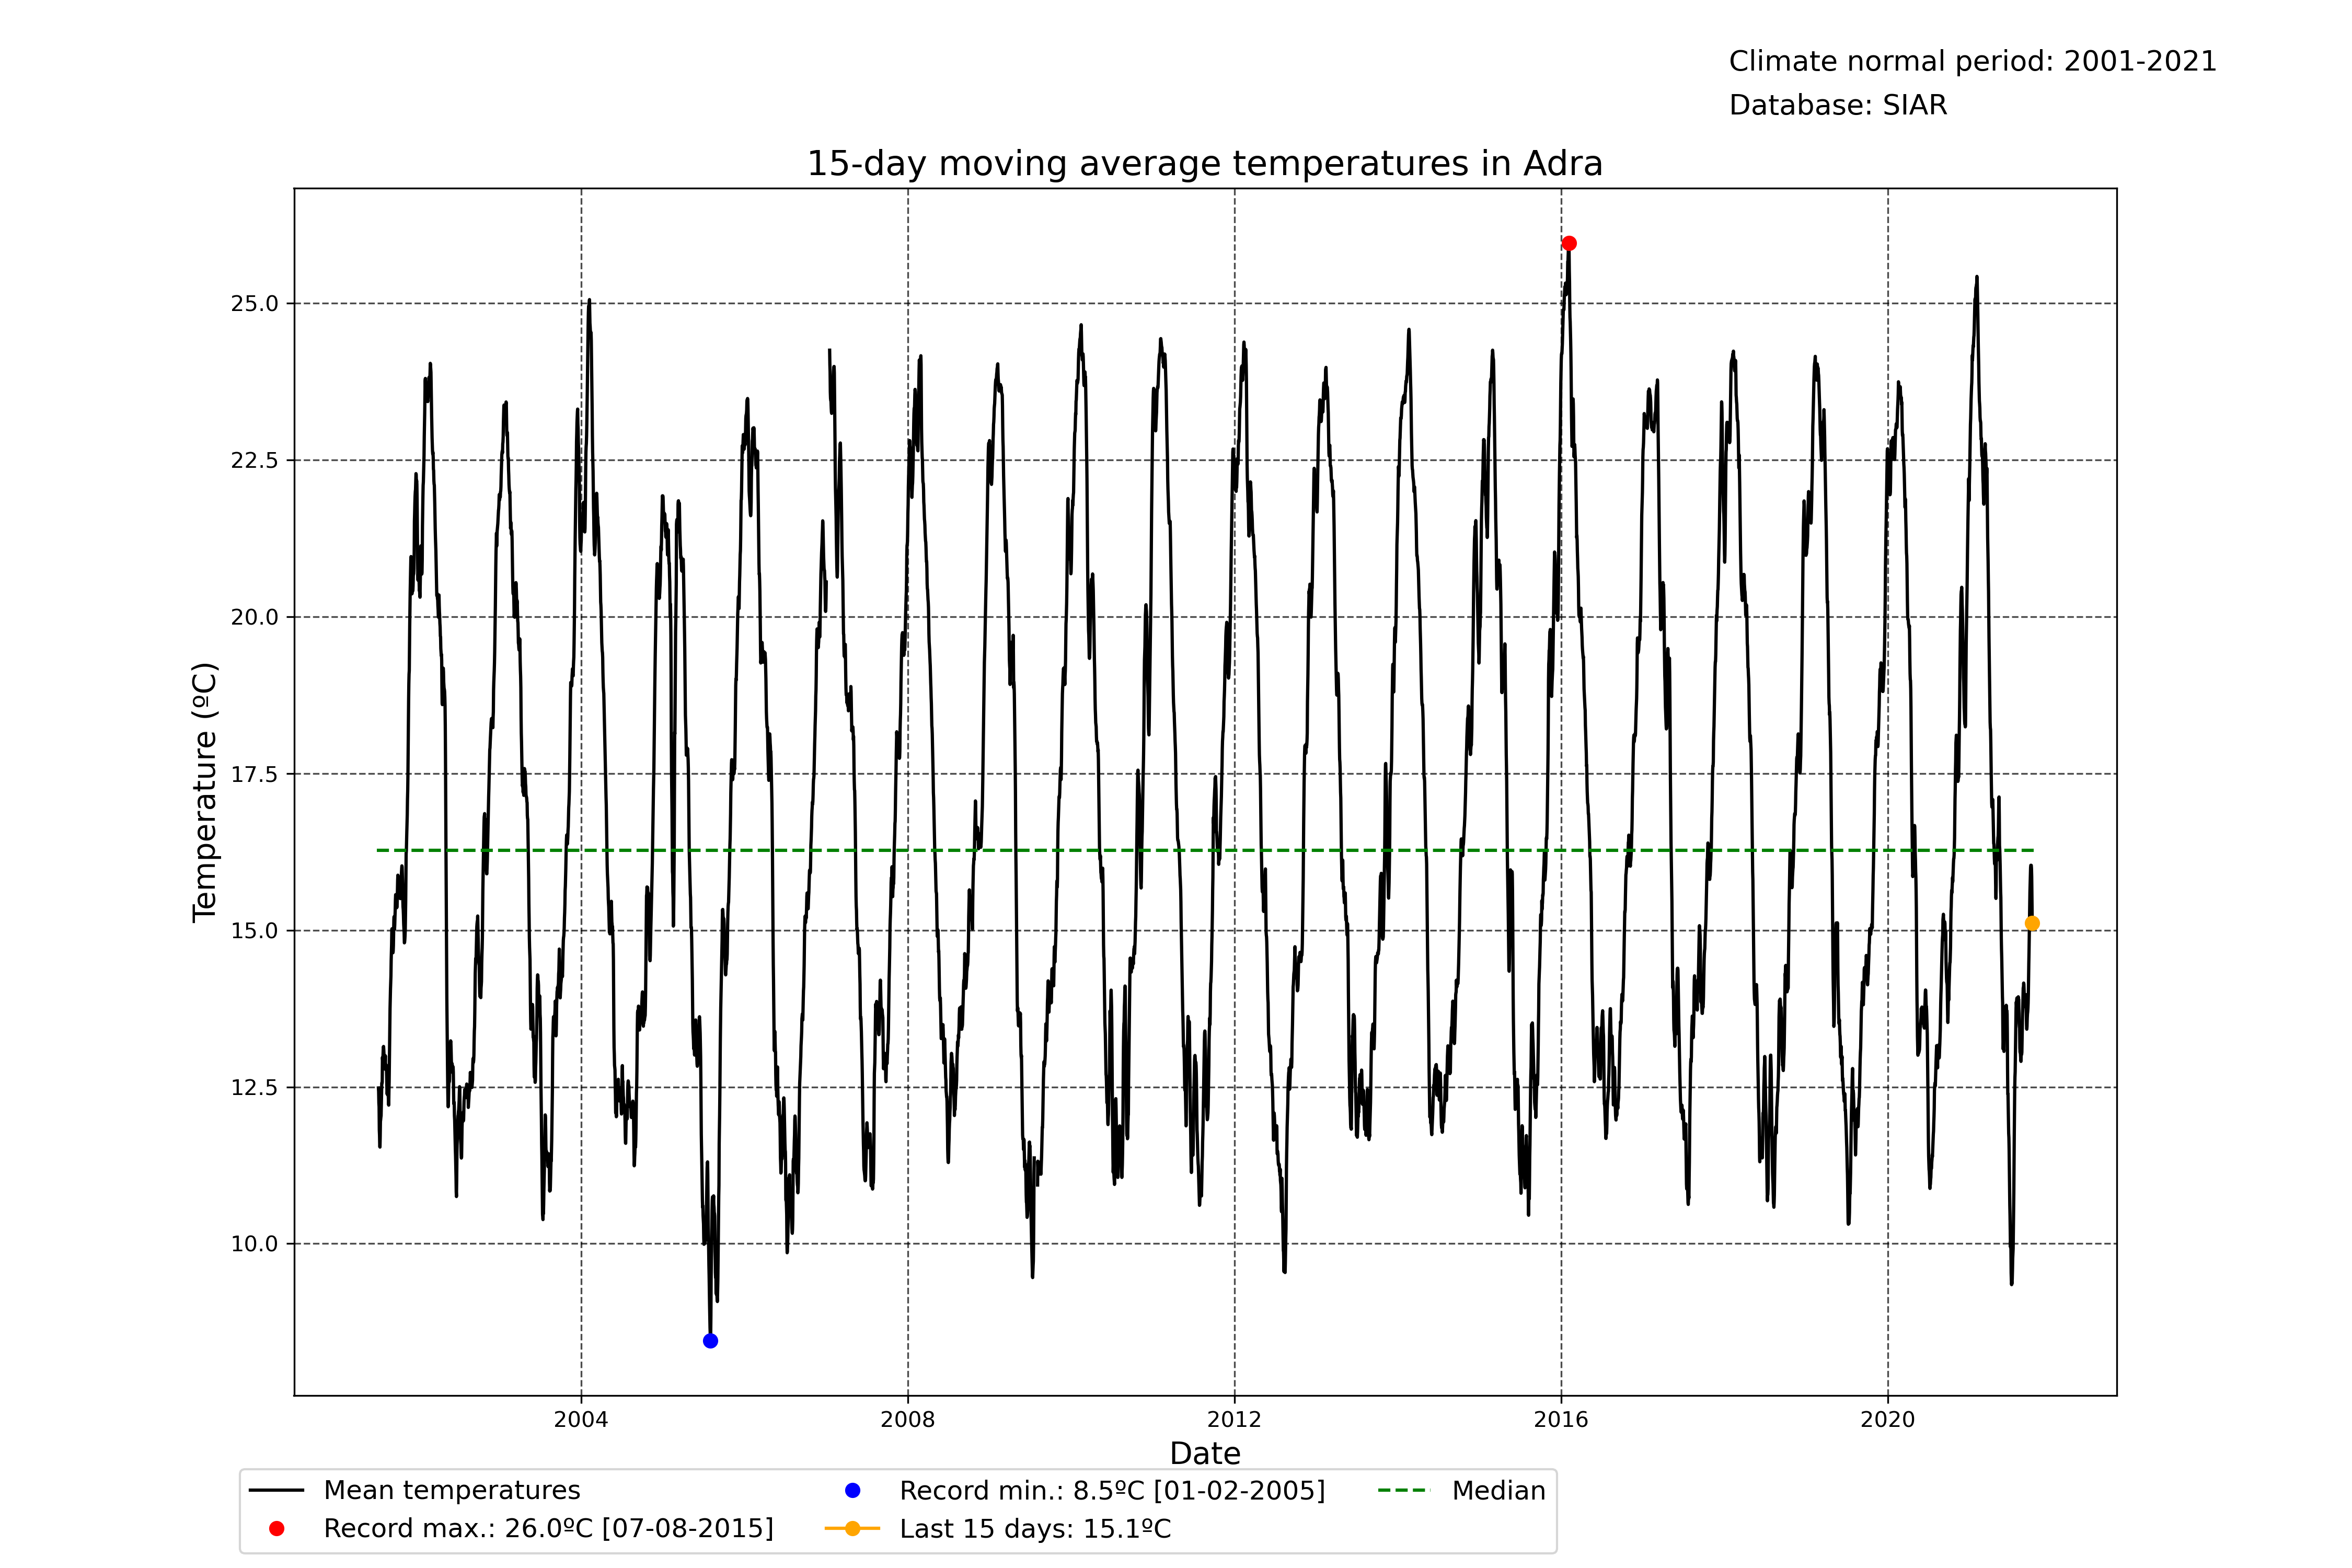 Climate normal period: 2001-2021
Database: SIAR
15-day moving average temperatures in Adra
25.0
22.5
20.0
17.5
15.0
12.5
10.0
Temperature (ºC)
2004 2008 2012 2016 2020
Date
Mean temperatures
Record max.: 26.0ºC [07-08-2015]
Record min.: 8.5ºC [01-02-2005]
Last 15 days: 15.1ºC
Median